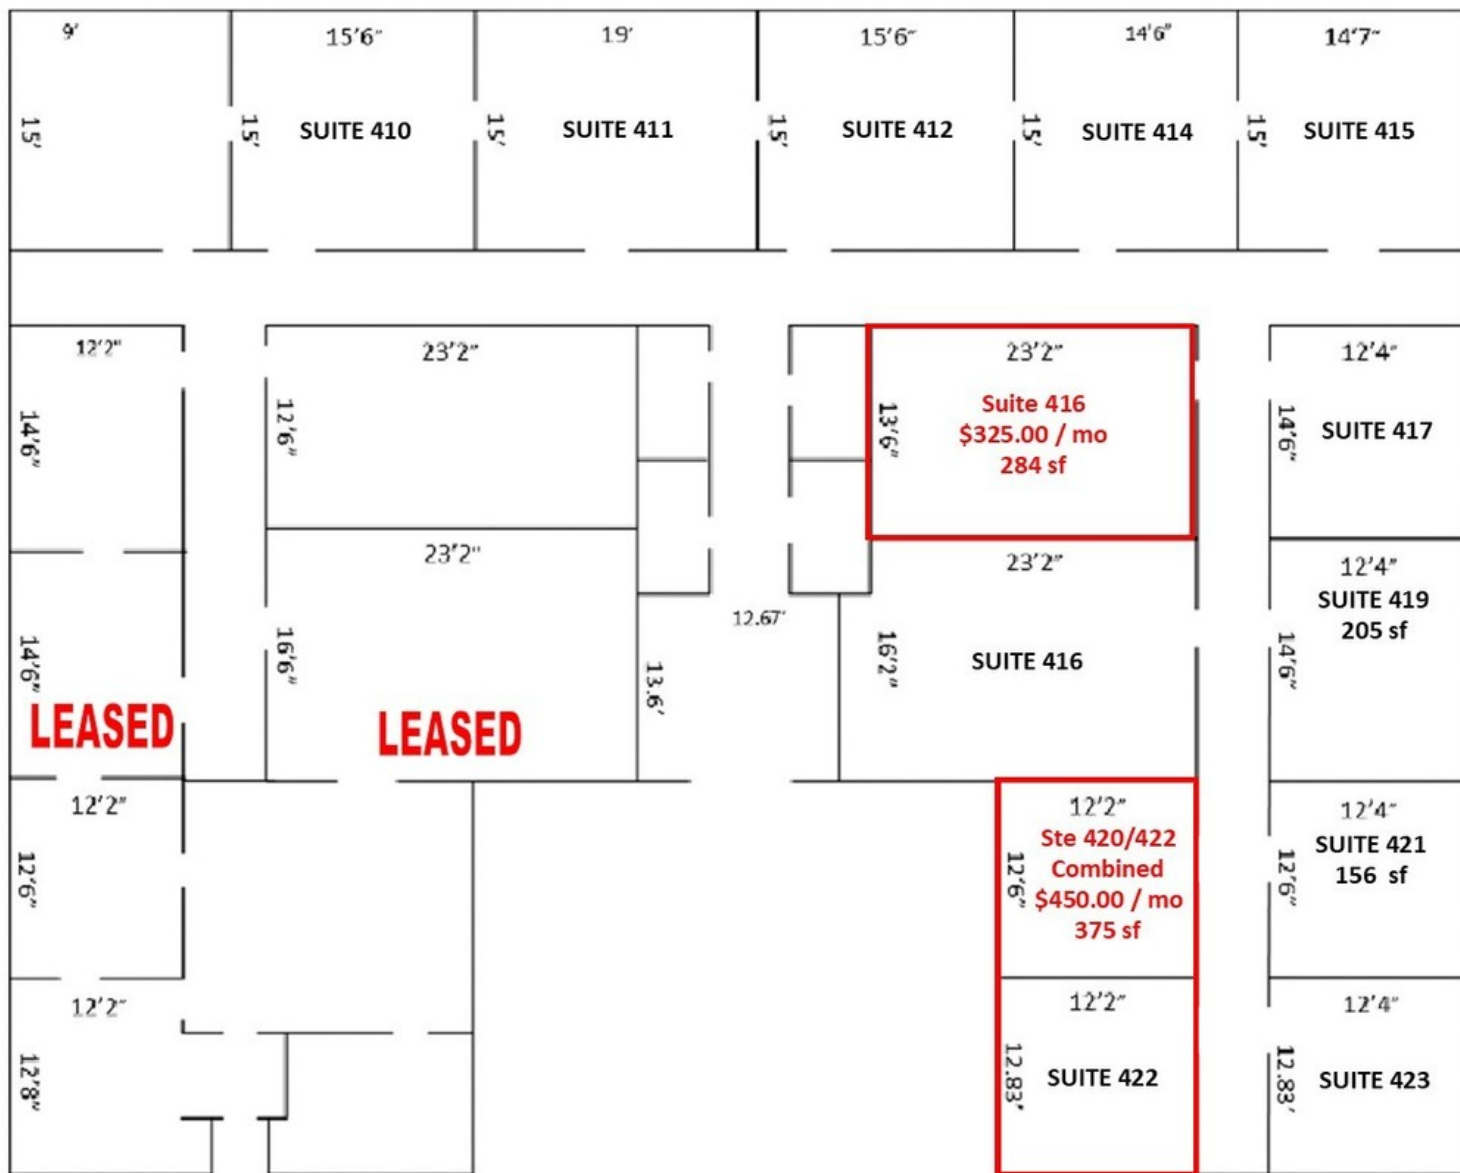 9'
15'6"
19'
15'6"
14'6"
14'7"
15'
15'
SUITE 410
15'
SUITE 411
15'
SUITE 412
15'
SUITE 414
15'
SUITE 415
12'2"
23'2"
23'2"
12'4"
14'6"
12'6"
13'6"
Suite 416
$325.00 / mo
284 sf
14'6"
SUITE 417
23'2"
23'2"
12'4"
SUITE 419
205 sf
12.67'
14'6"
16'6"
13.6'
16'2"
SUITE 416
14'6"
LEASED
LEASED
12'2"
12'2"
12'4"
12'6"
12'6"
Ste 420/422
Combined
$450.00 / mo
375 sf
12'6"
SUITE 421
156 sf
12'2"
12'2"
12'4"
12'8"
12.83'
SUITE 422
12.83'
SUITE 423